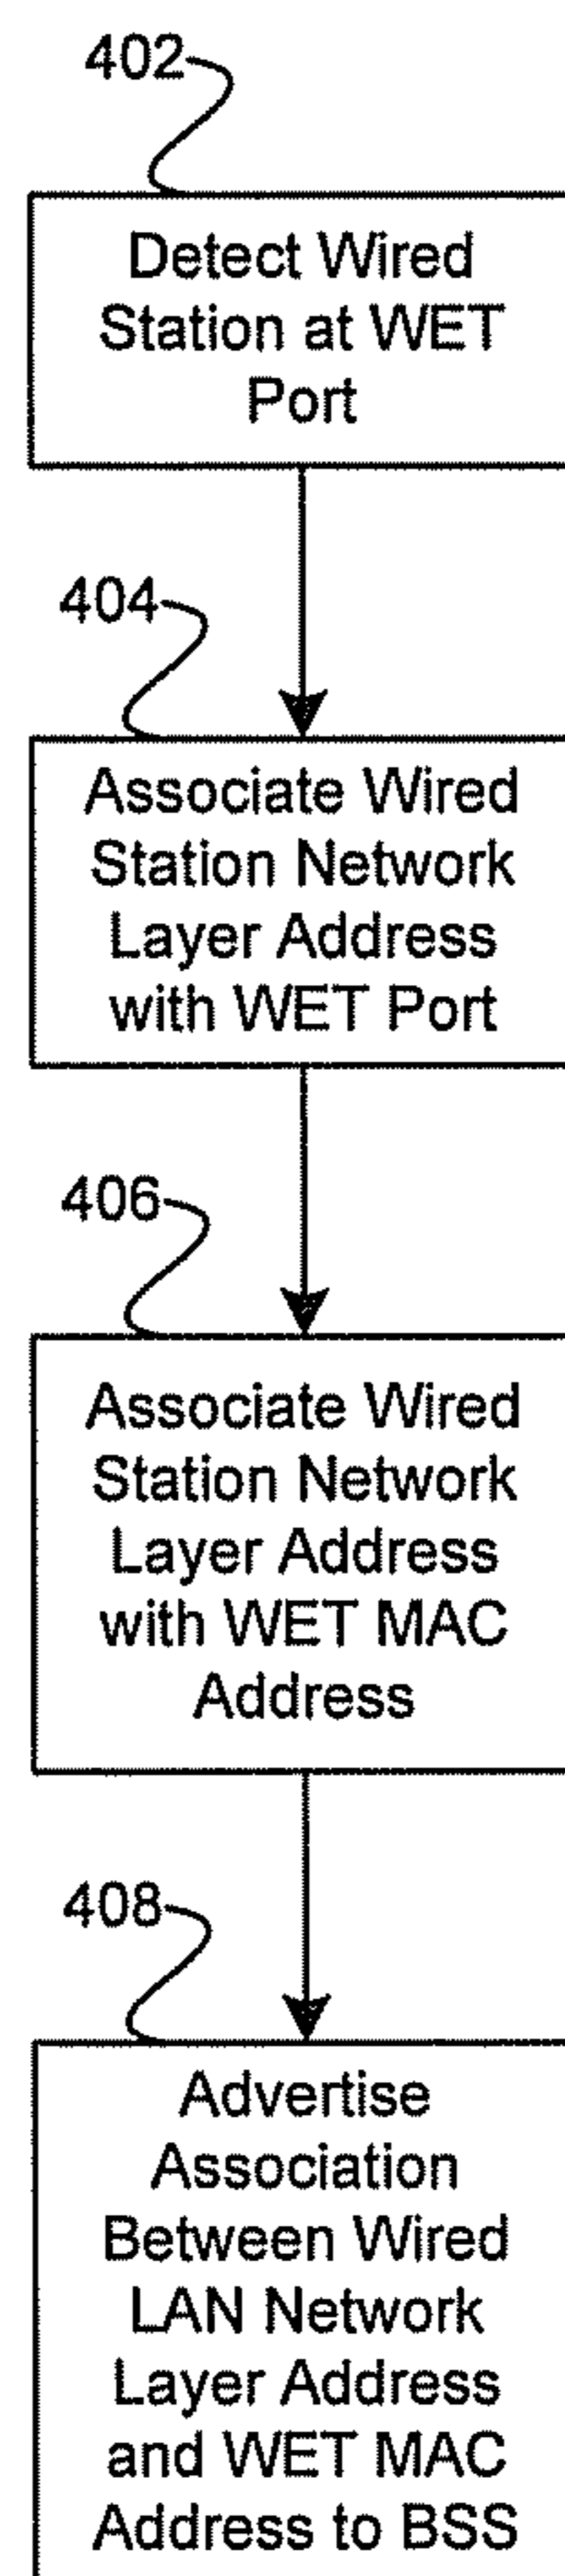 402
Detect Wired
Station at WET
Port
404
Associate Wired
Station Network
Layer Address
with WET Port
406
Associate Wired
Station Network
Layer Address
with WET MAC
Address
408
Advertise
Association
Between Wired
LAN Network
Layer Address
and WET MAC
Address to BSS